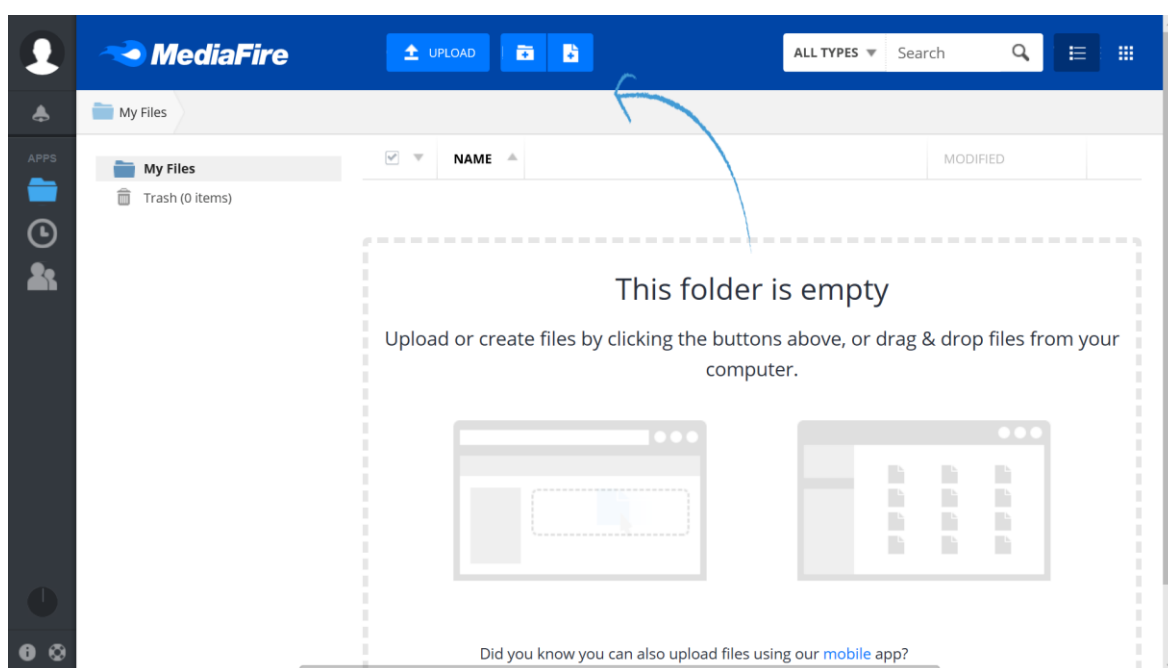 MediaFire
UPLOAD
ALL TYPES
Search
My Files
APPS
My Files
Trash (0 items)
NAME
MODIFIED
This folder is empty
Upload or create files by clicking the buttons above, or drag & drop files from your
computer.
Did you know you can also upload files using our mobile app?